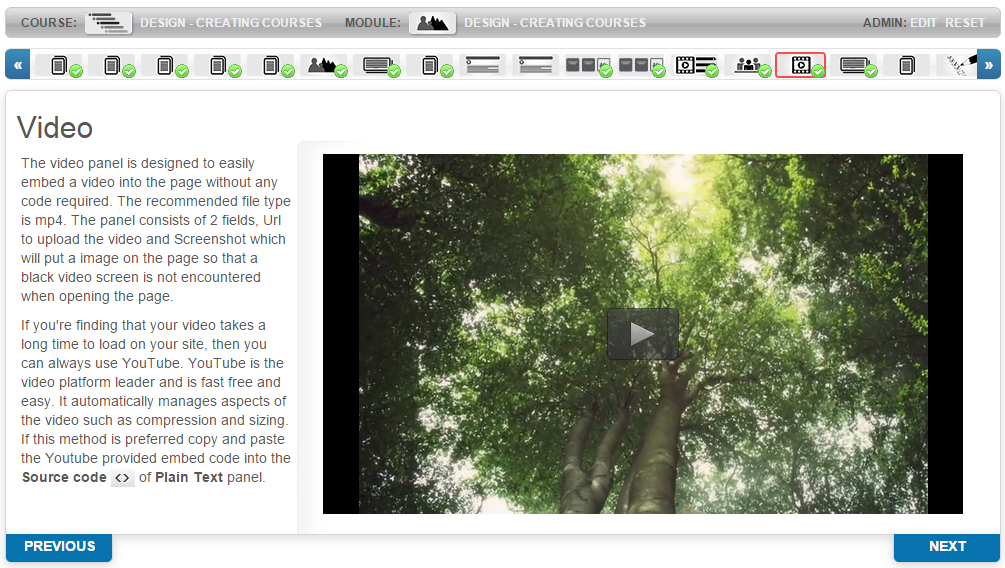 COURSE: DESIGN - CREATING COURSES MODULE: DESIGN - CREATING COURSES ADMIN: EDIT RESET
« »
Video
The video panel is designed to easily
embed a video into the page without any
code required. The recommended file type
is mp4. The panel consists of 2 fields, Url
to upload the video and Screenshot which
will put a image on the page so that a
black video screen is not encountered
when opening the page.
If you're finding that your video takes a
long time to load on your site, then you
can always use YouTube. YouTube is the
video platform leader and is fast free and
easy. It automatically manages aspects of
the video such as compression and sizing.
If this method is preferred copy and paste
the Youtube provided embed code into the
Source code <> of Plain Text panel.
PREVIOUS NEXT